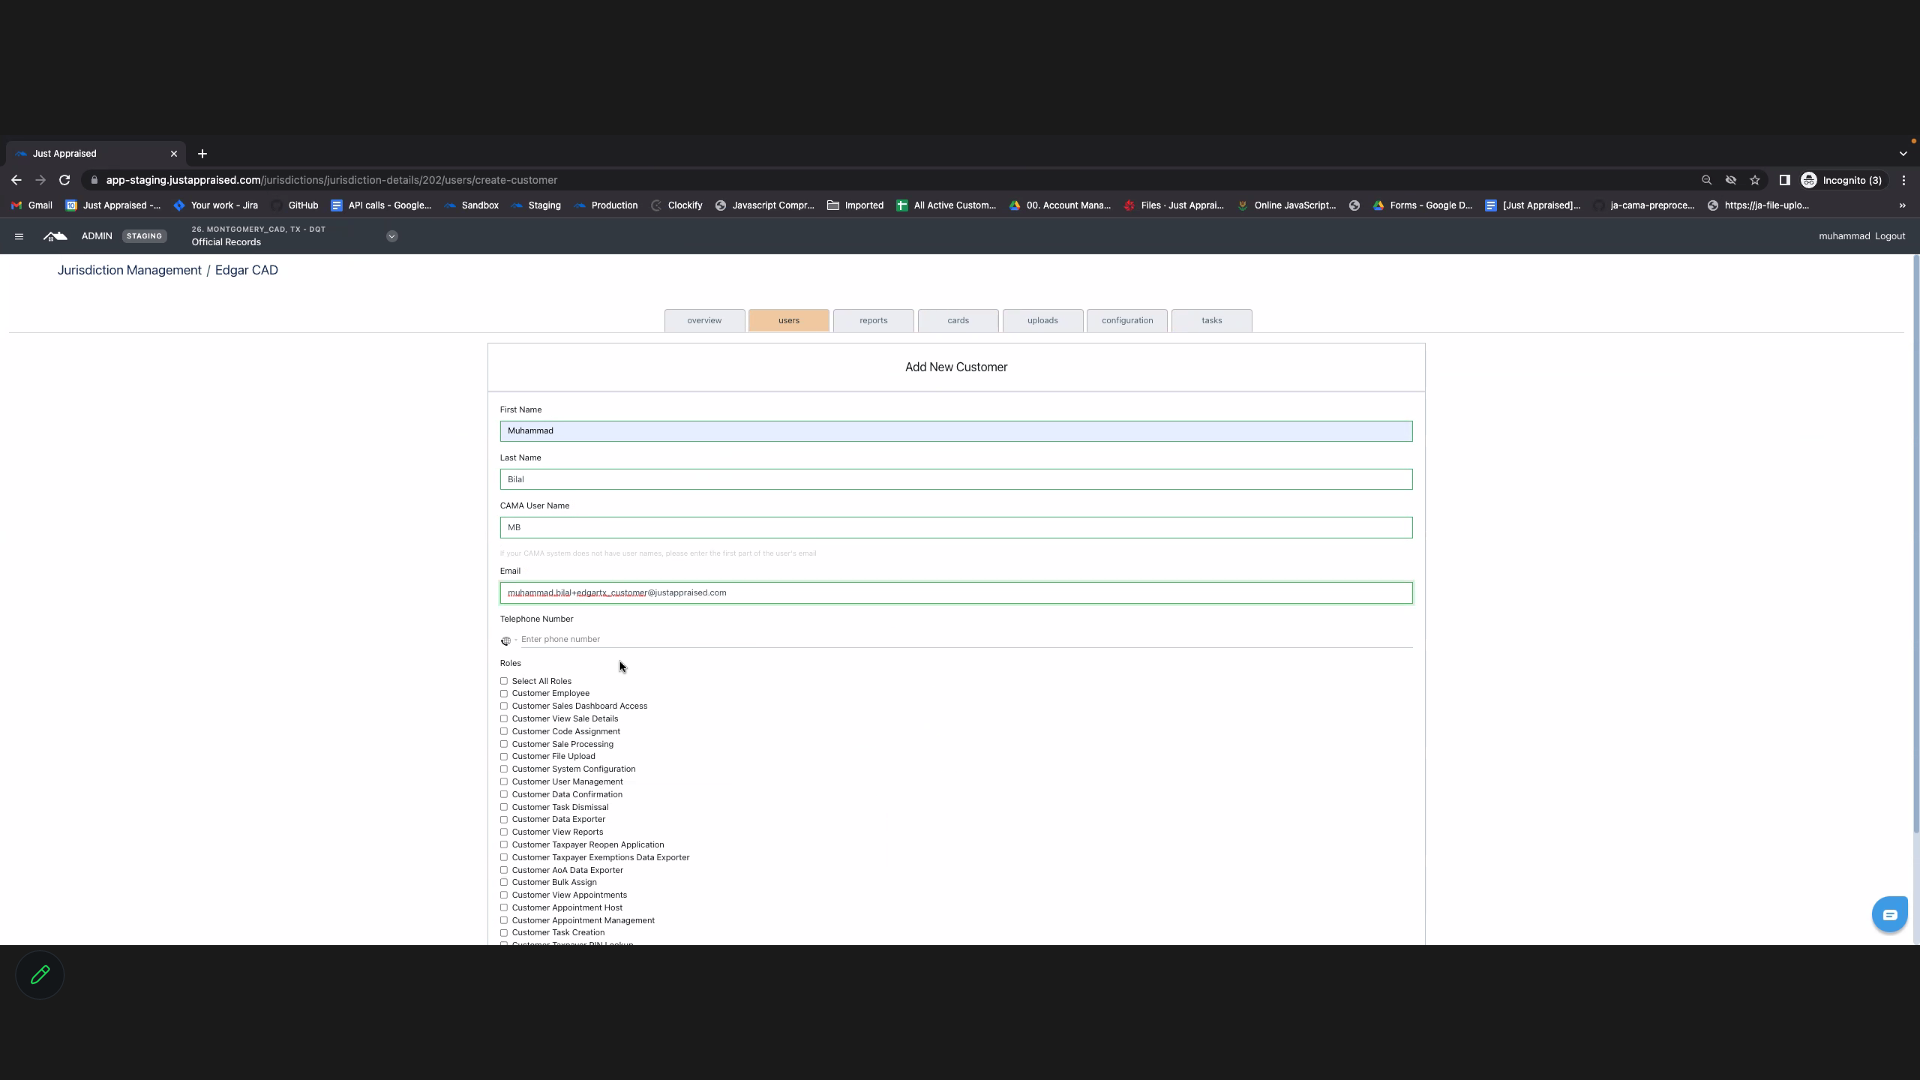 Just Appraised
app-staging.justappraised.com/jurisdictions/jurisdiction-details/202/users/create-customer
Incognito (3)
Gmail
Just Appraised -...
Your work - Jira
GitHub
API calls - Google...
Sandbox
Staging
Production
Clockify
Javascript Compr...
Imported
All Active Custom...
00. Account Mana...
Files · Just Apprai...
Online JavaScript...
Forms - Google D...
[Just Appraised]...
ja-cama-preproce...
https://ja-file-uplo...
»
ADMIN STAGING
26. MONTGOMERY_CAD, TX - DQT
Official Records
muhammad Logout
Jurisdiction Management / Edgar CAD
overview
users
reports
cards
uploads
configuration
tasks
Add New Customer
First Name
Muhammad
Last Name
Bilal
CAMA User Name
MB
If your CAMA system does not have user names, please enter the first part of the user's email
Email
muhammad.bilal+edgartx_customer@justappraised.com
Telephone Number
- Enter phone number
Roles
Select All Roles
Customer Employee
Customer Sales Dashboard Access
Customer View Sale Details
Customer Code Assignment
Customer Sale Processing
Customer File Upload
Customer System Configuration
Customer User Management
Customer Data Confirmation
Customer Task Dismissal
Customer Data Exporter
Customer View Reports
Customer Taxpayer Reopen Application
Customer Taxpayer Exemptions Data Exporter
Customer AoA Data Exporter
Customer Bulk Assign
Customer View Appointments
Customer Appointment Host
Customer Appointment Management
Customer Task Creation
Customer Taxpayer PIN Lookup